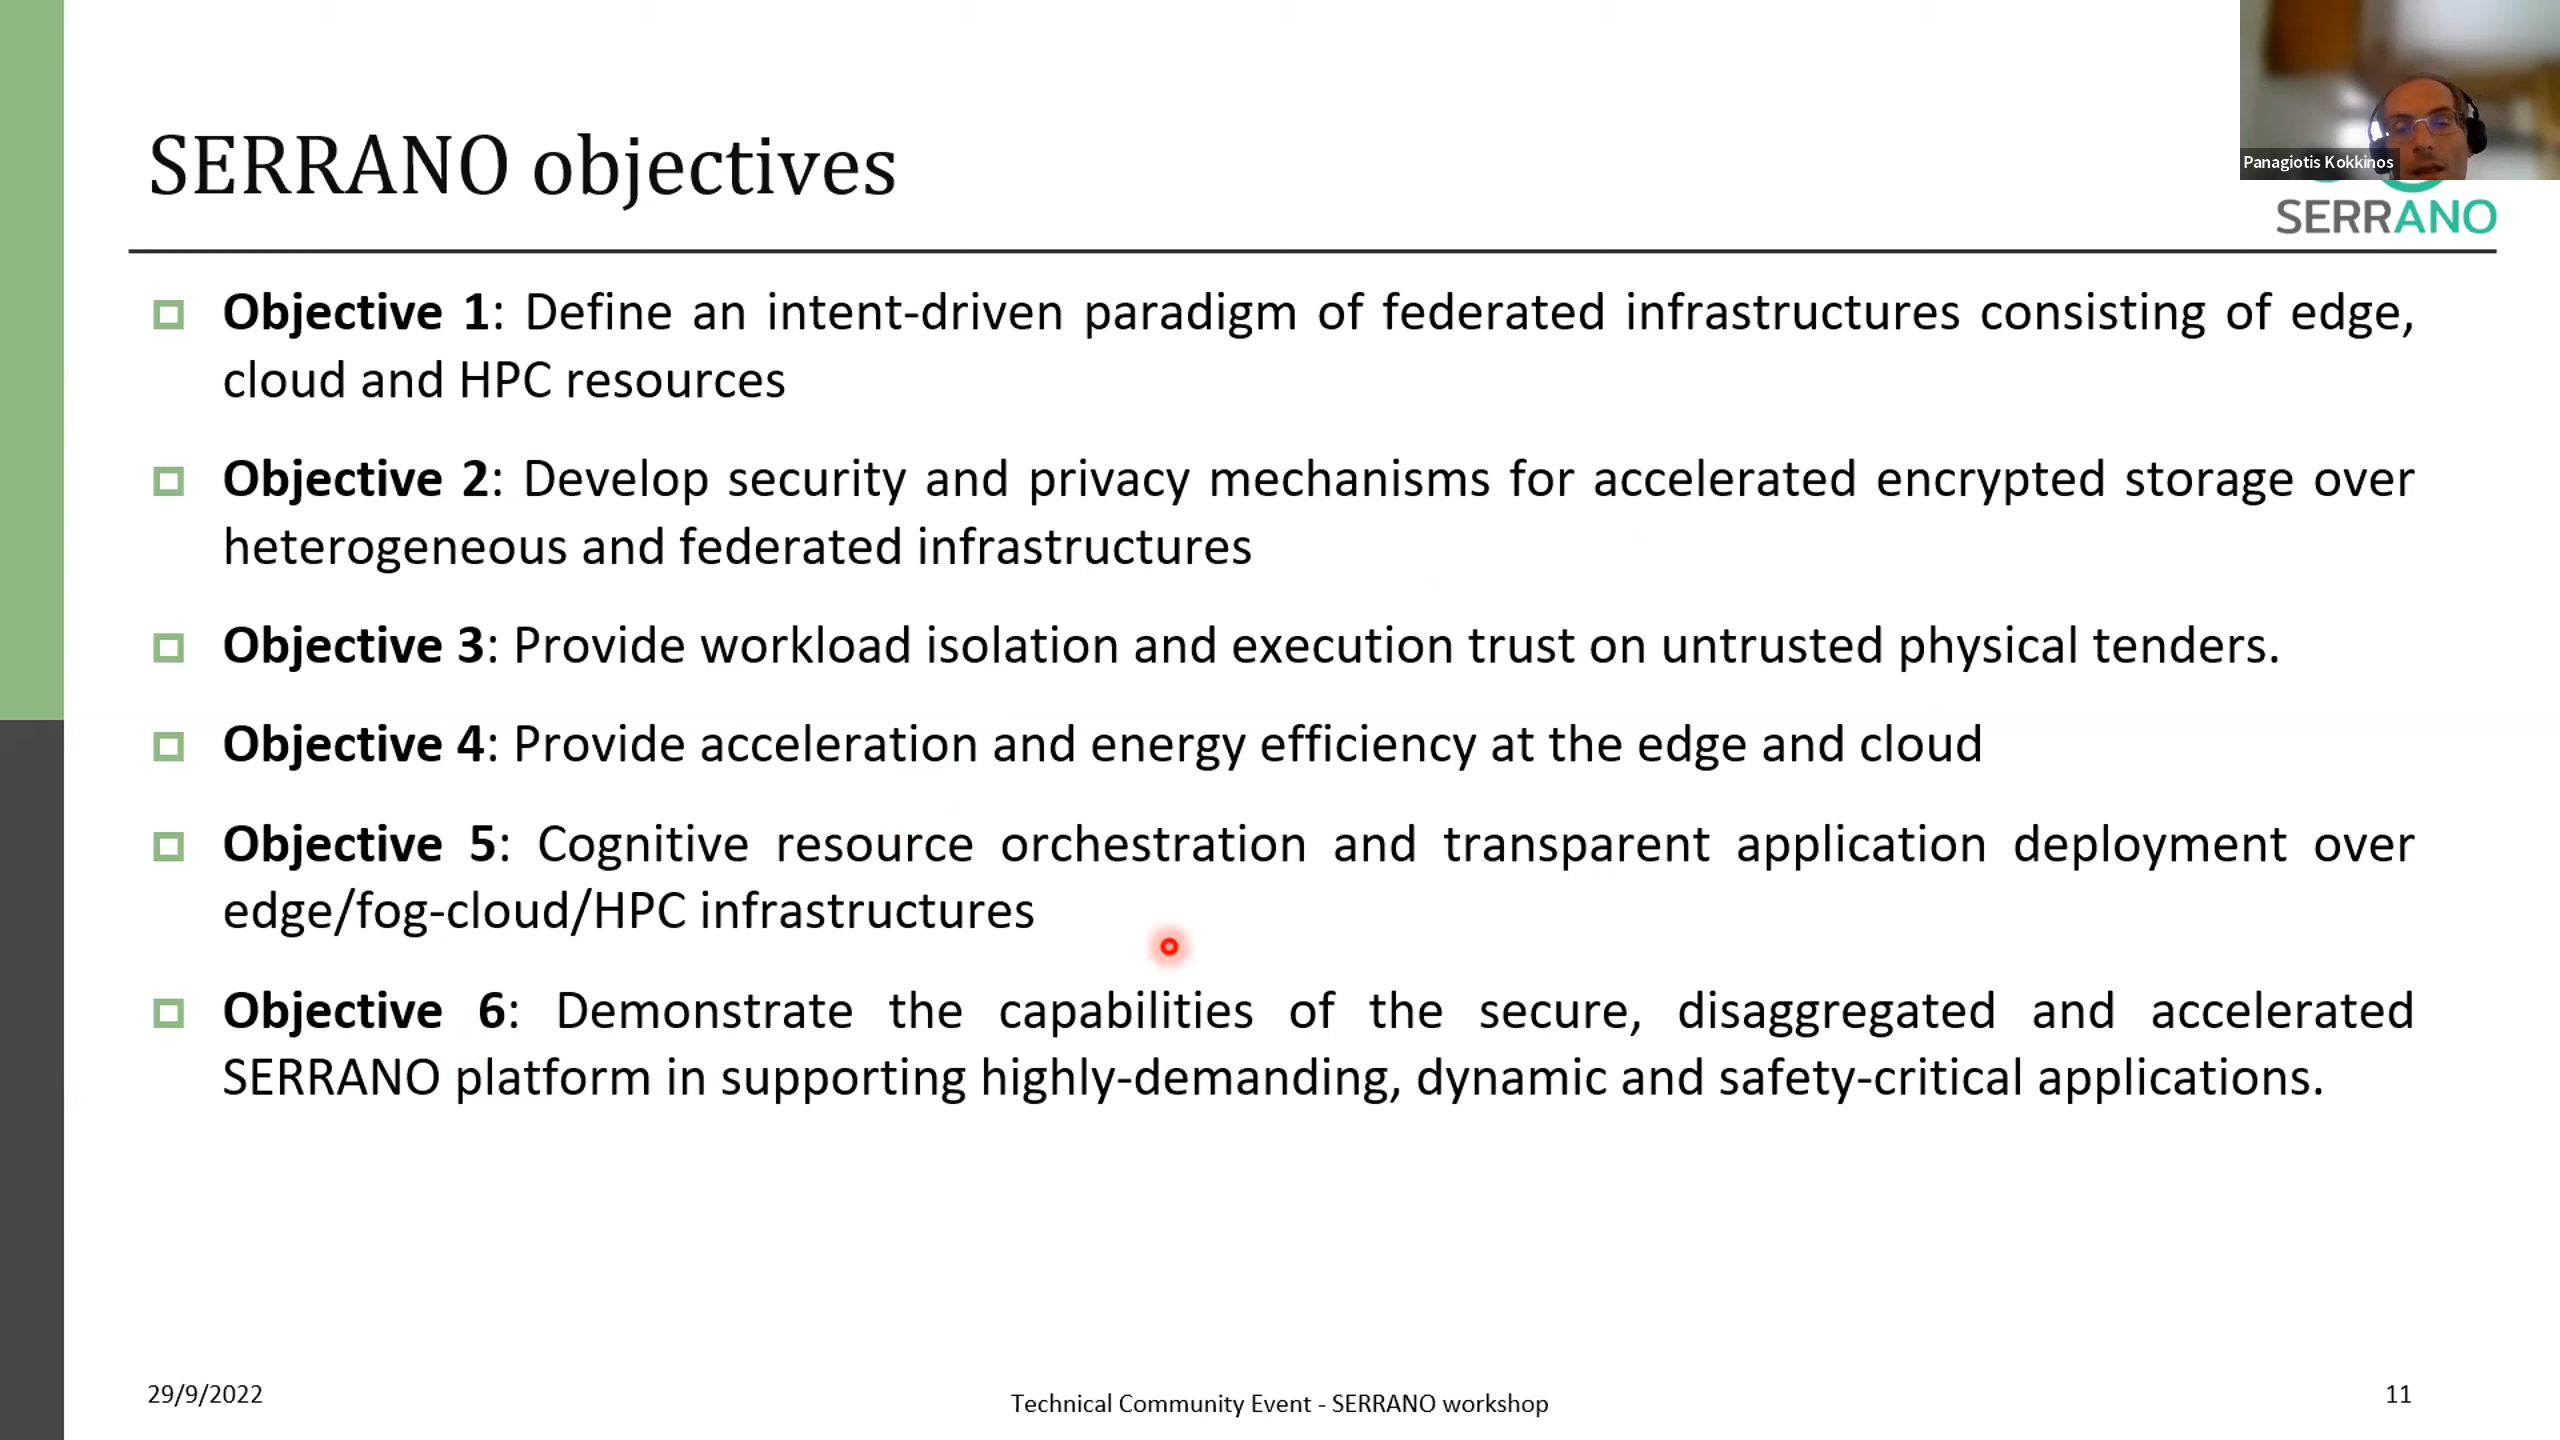 Panagiotis Kokkinos
SERRANO
SERRANO objectives
Objective 1: Define an intent-driven paradigm of federated infrastructures consisting of edge,
cloud and HPC resources
Objective 2: Develop security and privacy mechanisms for accelerated encrypted storage over
heterogeneous and federated infrastructures
Objective 3: Provide workload isolation and execution trust on untrusted physical tenders.
Objective 4: Provide acceleration and energy efficiency at the edge and cloud
Objective 5: Cognitive resource orchestration and transparent application deployment over
edge/fog-cloud/HPC infrastructures
Objective 6: Demonstrate the capabilities of the secure, disaggregated and accelerated
SERRANO platform in supporting highly-demanding, dynamic and safety-critical applications.
29/9/2022
Technical Community Event - SERRANO workshop
11